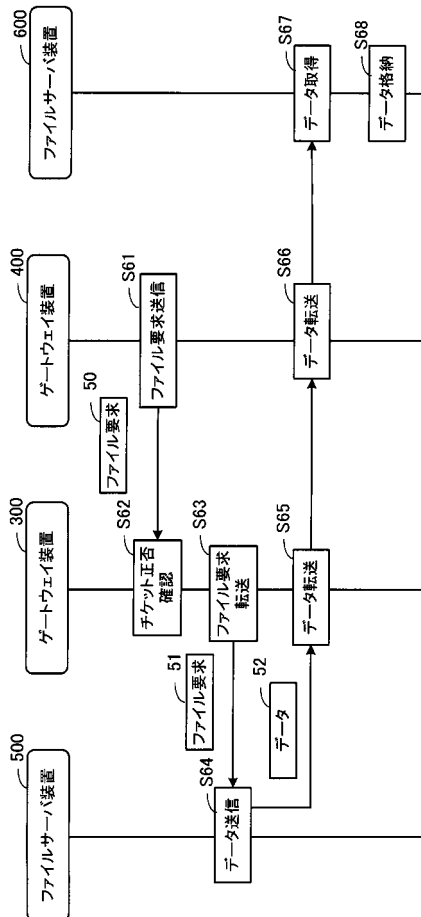 500
ファイルサーバ装置
300
ゲートウェイ装置
400
ゲートウェイ装置
600
ファイルサーバ装置
S61
ファイル要求送信
50
ファイル要求
S62
チケット正否
確認
S63
ファイル要求
転送
51
ファイル要求
S64
データ送信
52
データ
S65
データ転送
S66
データ転送
S67
データ取得
S68
データ格納